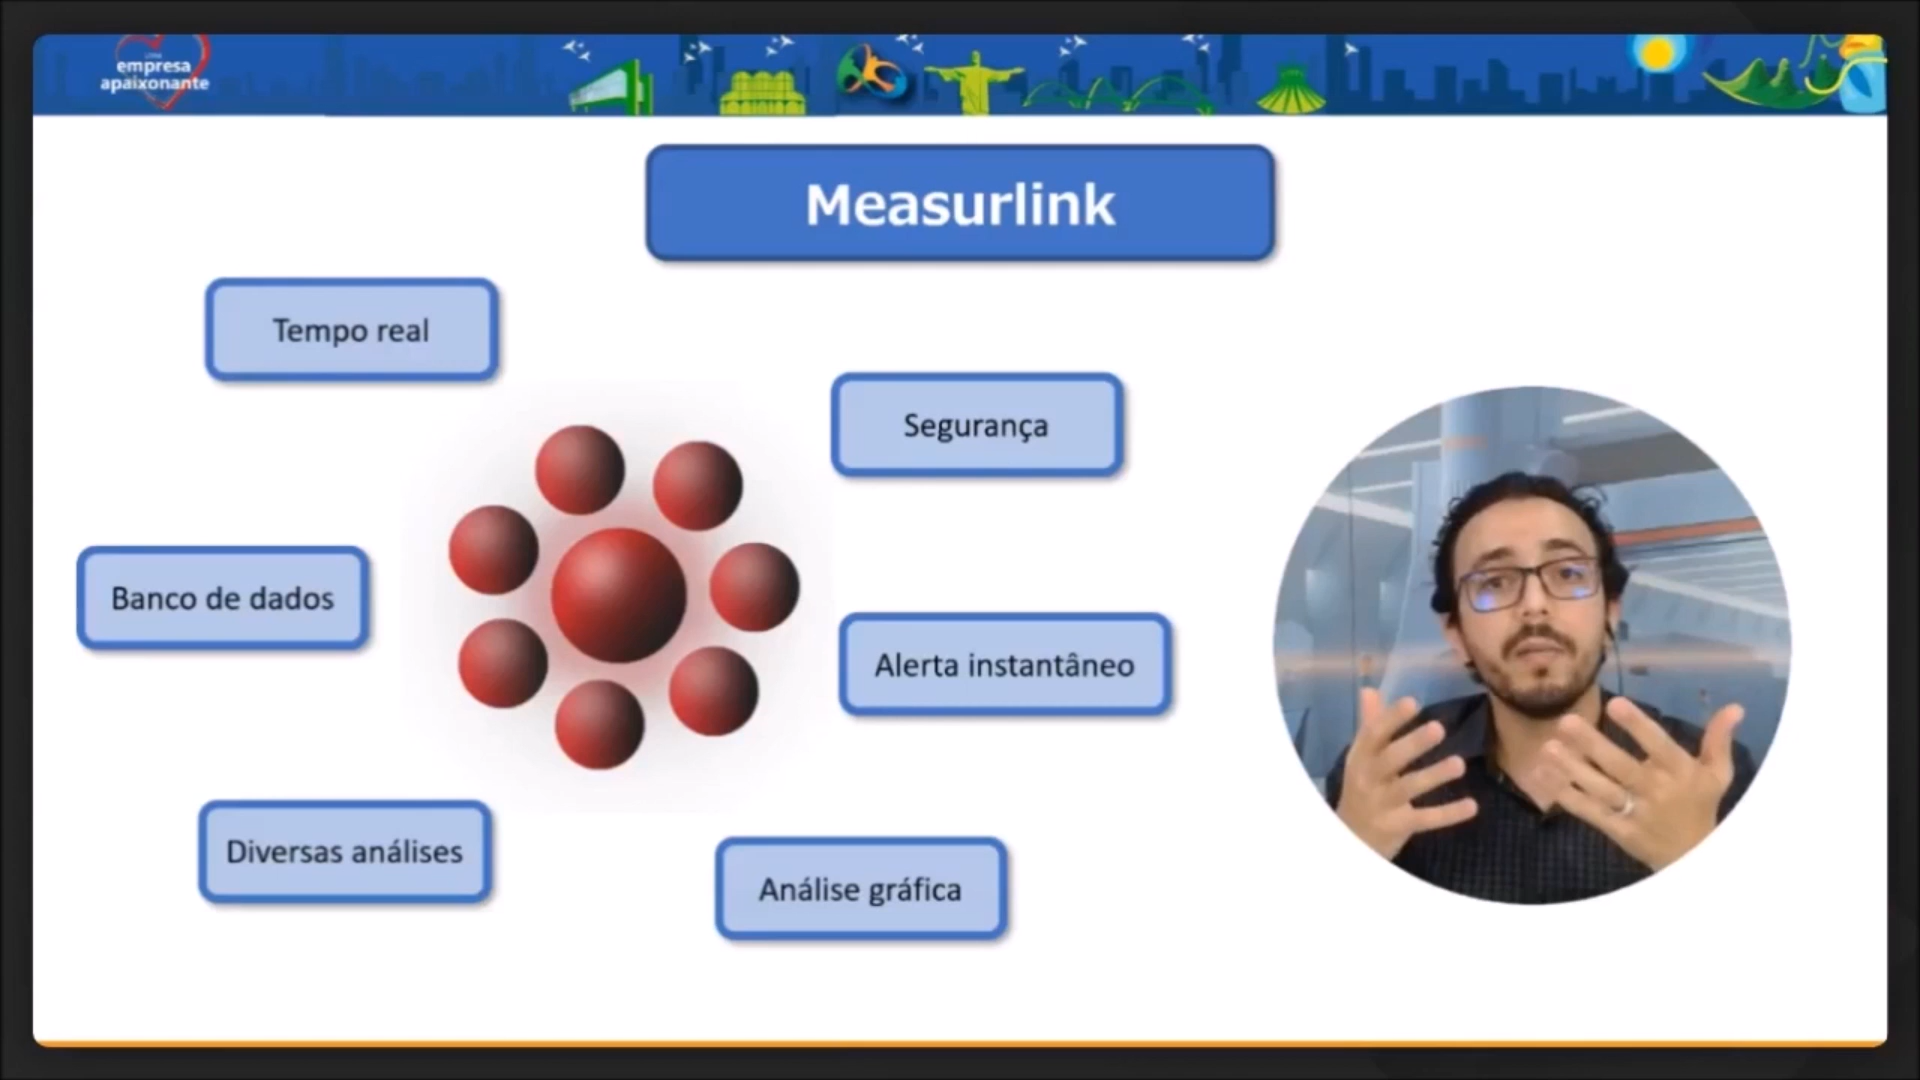 empresa
apaixonante
Measurlink
Tempo real
Segurança
Banco de dados
Alerta instantâneo
Diversas análises
Análise gráfica